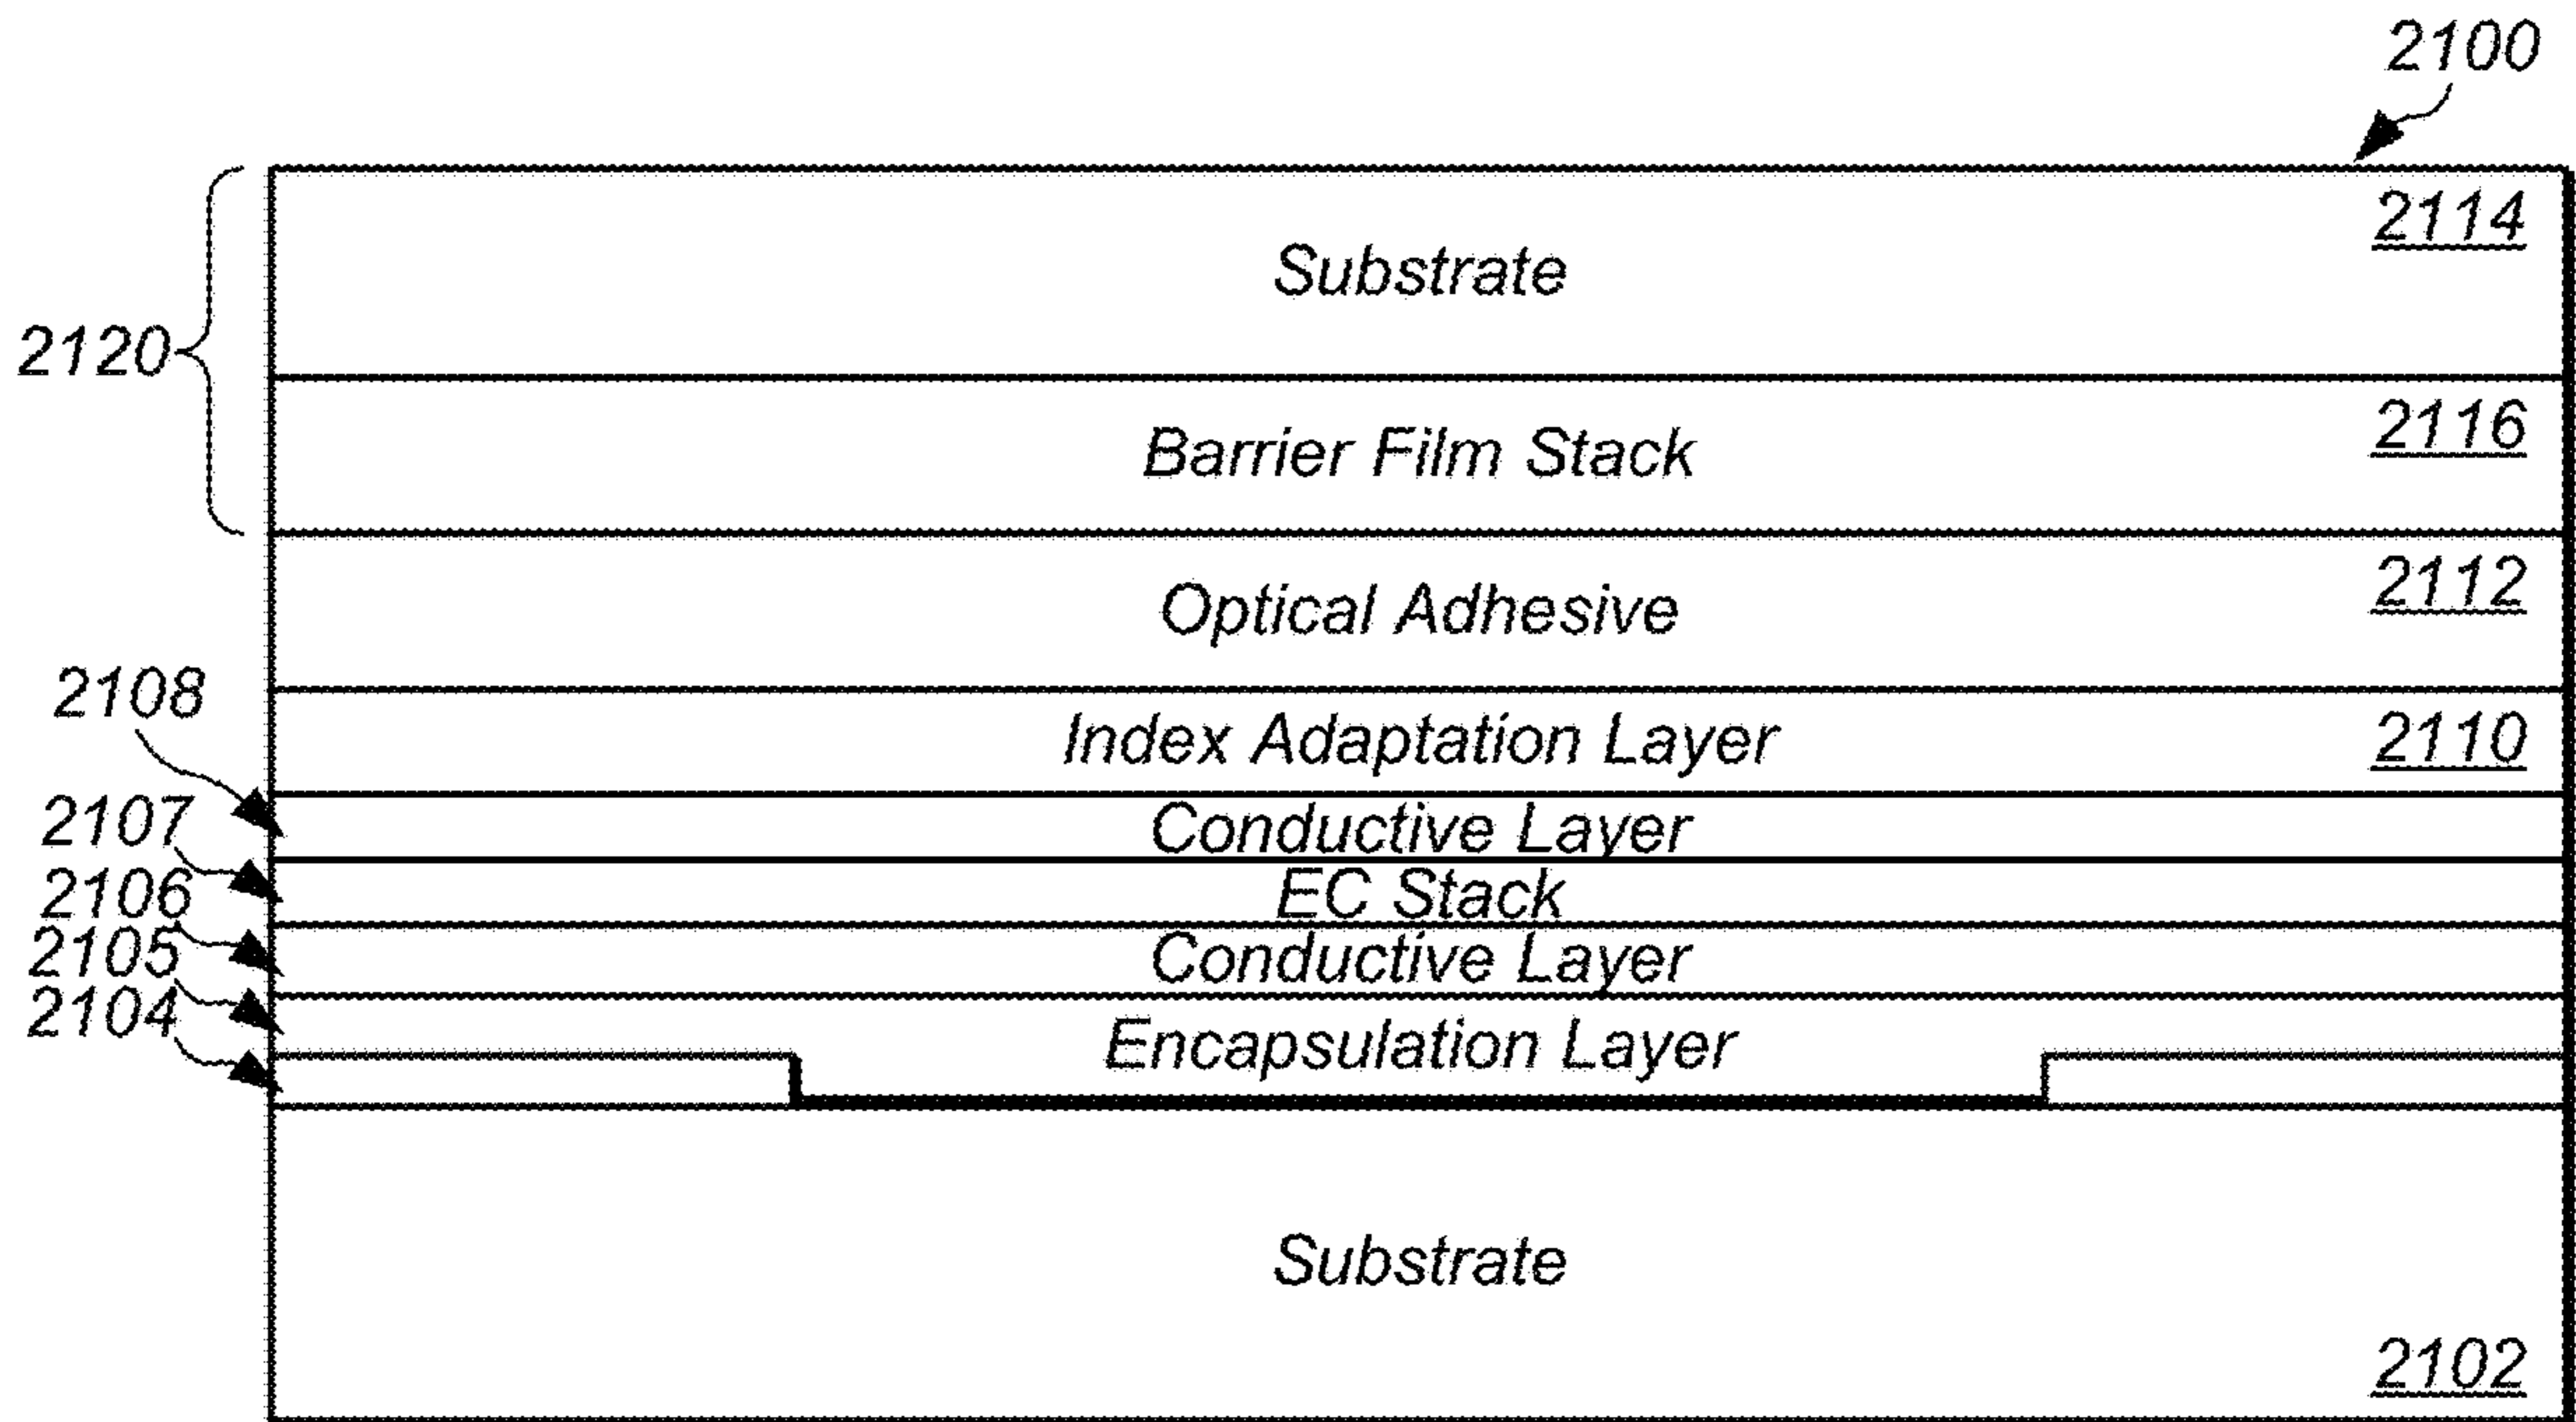 2100
2114
Substrate
2120
2116
Barrier Film Stack
2112
Optical Adhesive
2108
Index Adaptation Layer
2110
2107
Conductive Layer
2106
EC Stack
2105
Conductive Layer
2104
Encapsulation Layer
Substrate
2102